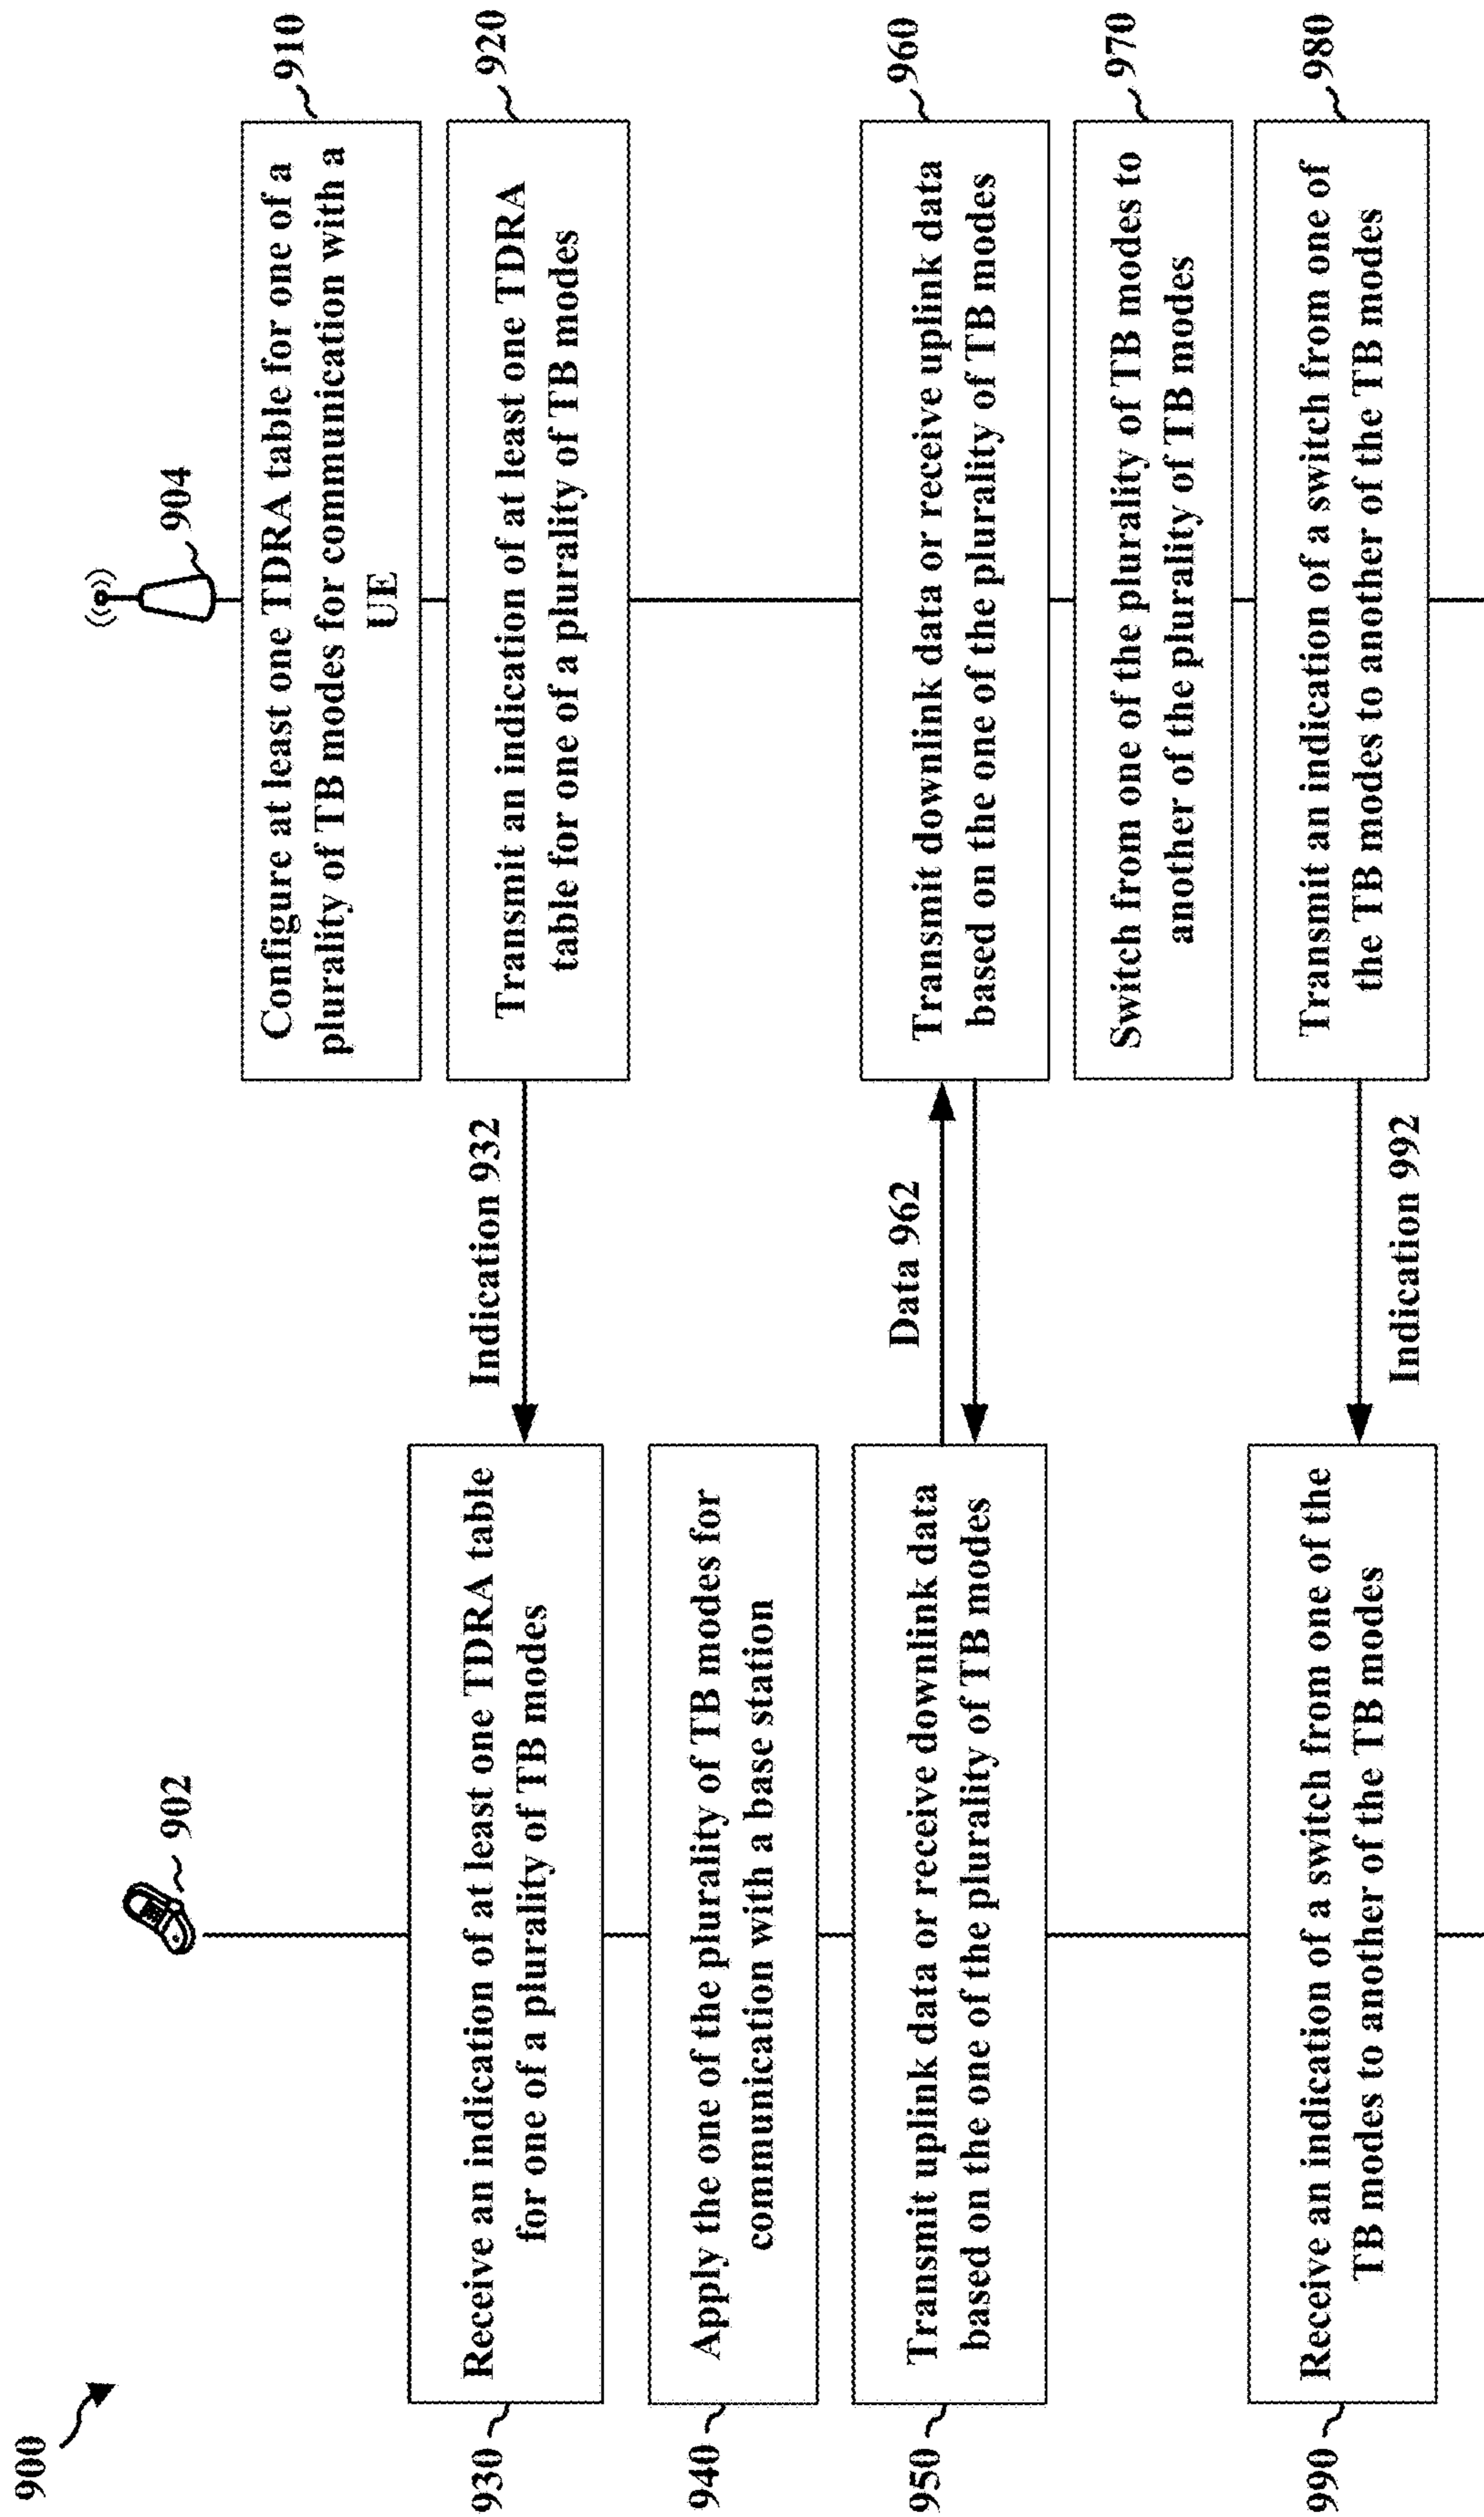 900
902
904
Configure at least one TDRA table for one of a
plurality of TB modes for communication with a
UE
910
Transmit an indication of at least one TDRA
table for one of a plurality of TB modes
920
Indication 932
930
Receive an indication of at least one TDRA table
for one of a plurality of TB modes
940
Apply the one of the plurality of TB modes for
communication with a base station
950
Transmit uplink data or receive downlink data
based on the one of the plurality of TB modes
Data 962
Transmit downlink data or receive uplink data
based on the one of the plurality of TB modes
960
Switch from one of the plurality of TB modes to
another of the plurality of TB modes
970
Transmit an indication of a switch from one of
the TB modes to another of the TB modes
980
990
Receive an indication of a switch from one of the
TB modes to another of the TB modes
Indication 992